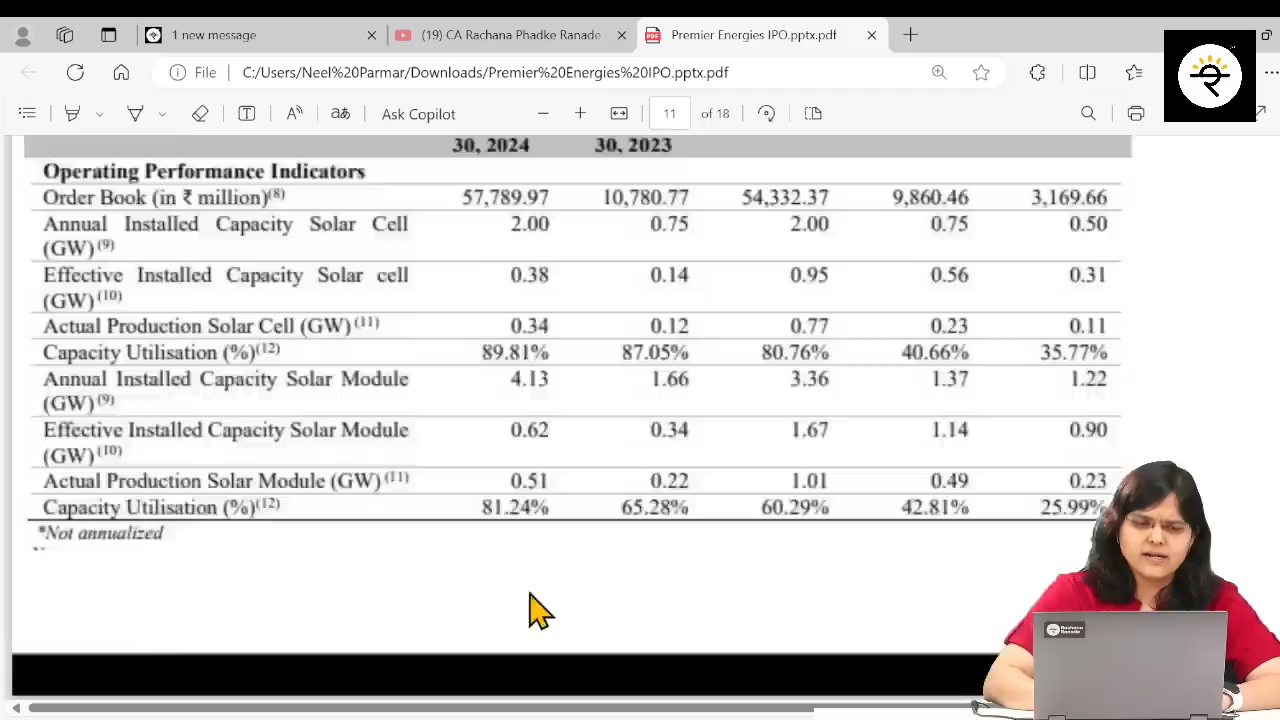 1 new message
(19) CA Rachana Phadke Ranade
Premier Energies IPO.pptx.pdf
File
C:/Users/Neel%20Parmar/Downloads/Premier%20Energies%20IPO.pptx.pdf
Ask Copilot
11 of 18
30, 2024 30, 2023
Operating Performance Indicators
Order Book (in ₹ million)(8) 57,789.97 10,780.77 54,332.37 9,860.46 3,169.66
Annual Installed Capacity Solar Cell 2.00 0.75 2.00 0.75 0.50
(GW) (9)
Effective Installed Capacity Solar cell 0.38 0.14 0.95 0.56 0.31
(GW) (10)
Actual Production Solar Cell (GW) (11) 0.34 0.12 0.77 0.23 0.11
Capacity Utilisation (%)(12) 89.81% 87.05% 80.76% 40.66% 35.77%
Annual Installed Capacity Solar Module 4.13 1.66 3.36 1.37 1.22
(GW) (9)
Effective Installed Capacity Solar Module 0.62 0.34 1.67 1.14 0.90
(GW) (10)
Actual Production Solar Module (GW) (11) 0.51 0.22 1.01 0.49 0.23
Capacity Utilisation (%)(12) 81.24% 65.28% 60.29% 42.81% 25.99%
*Not annualized
Rachana
Ranade